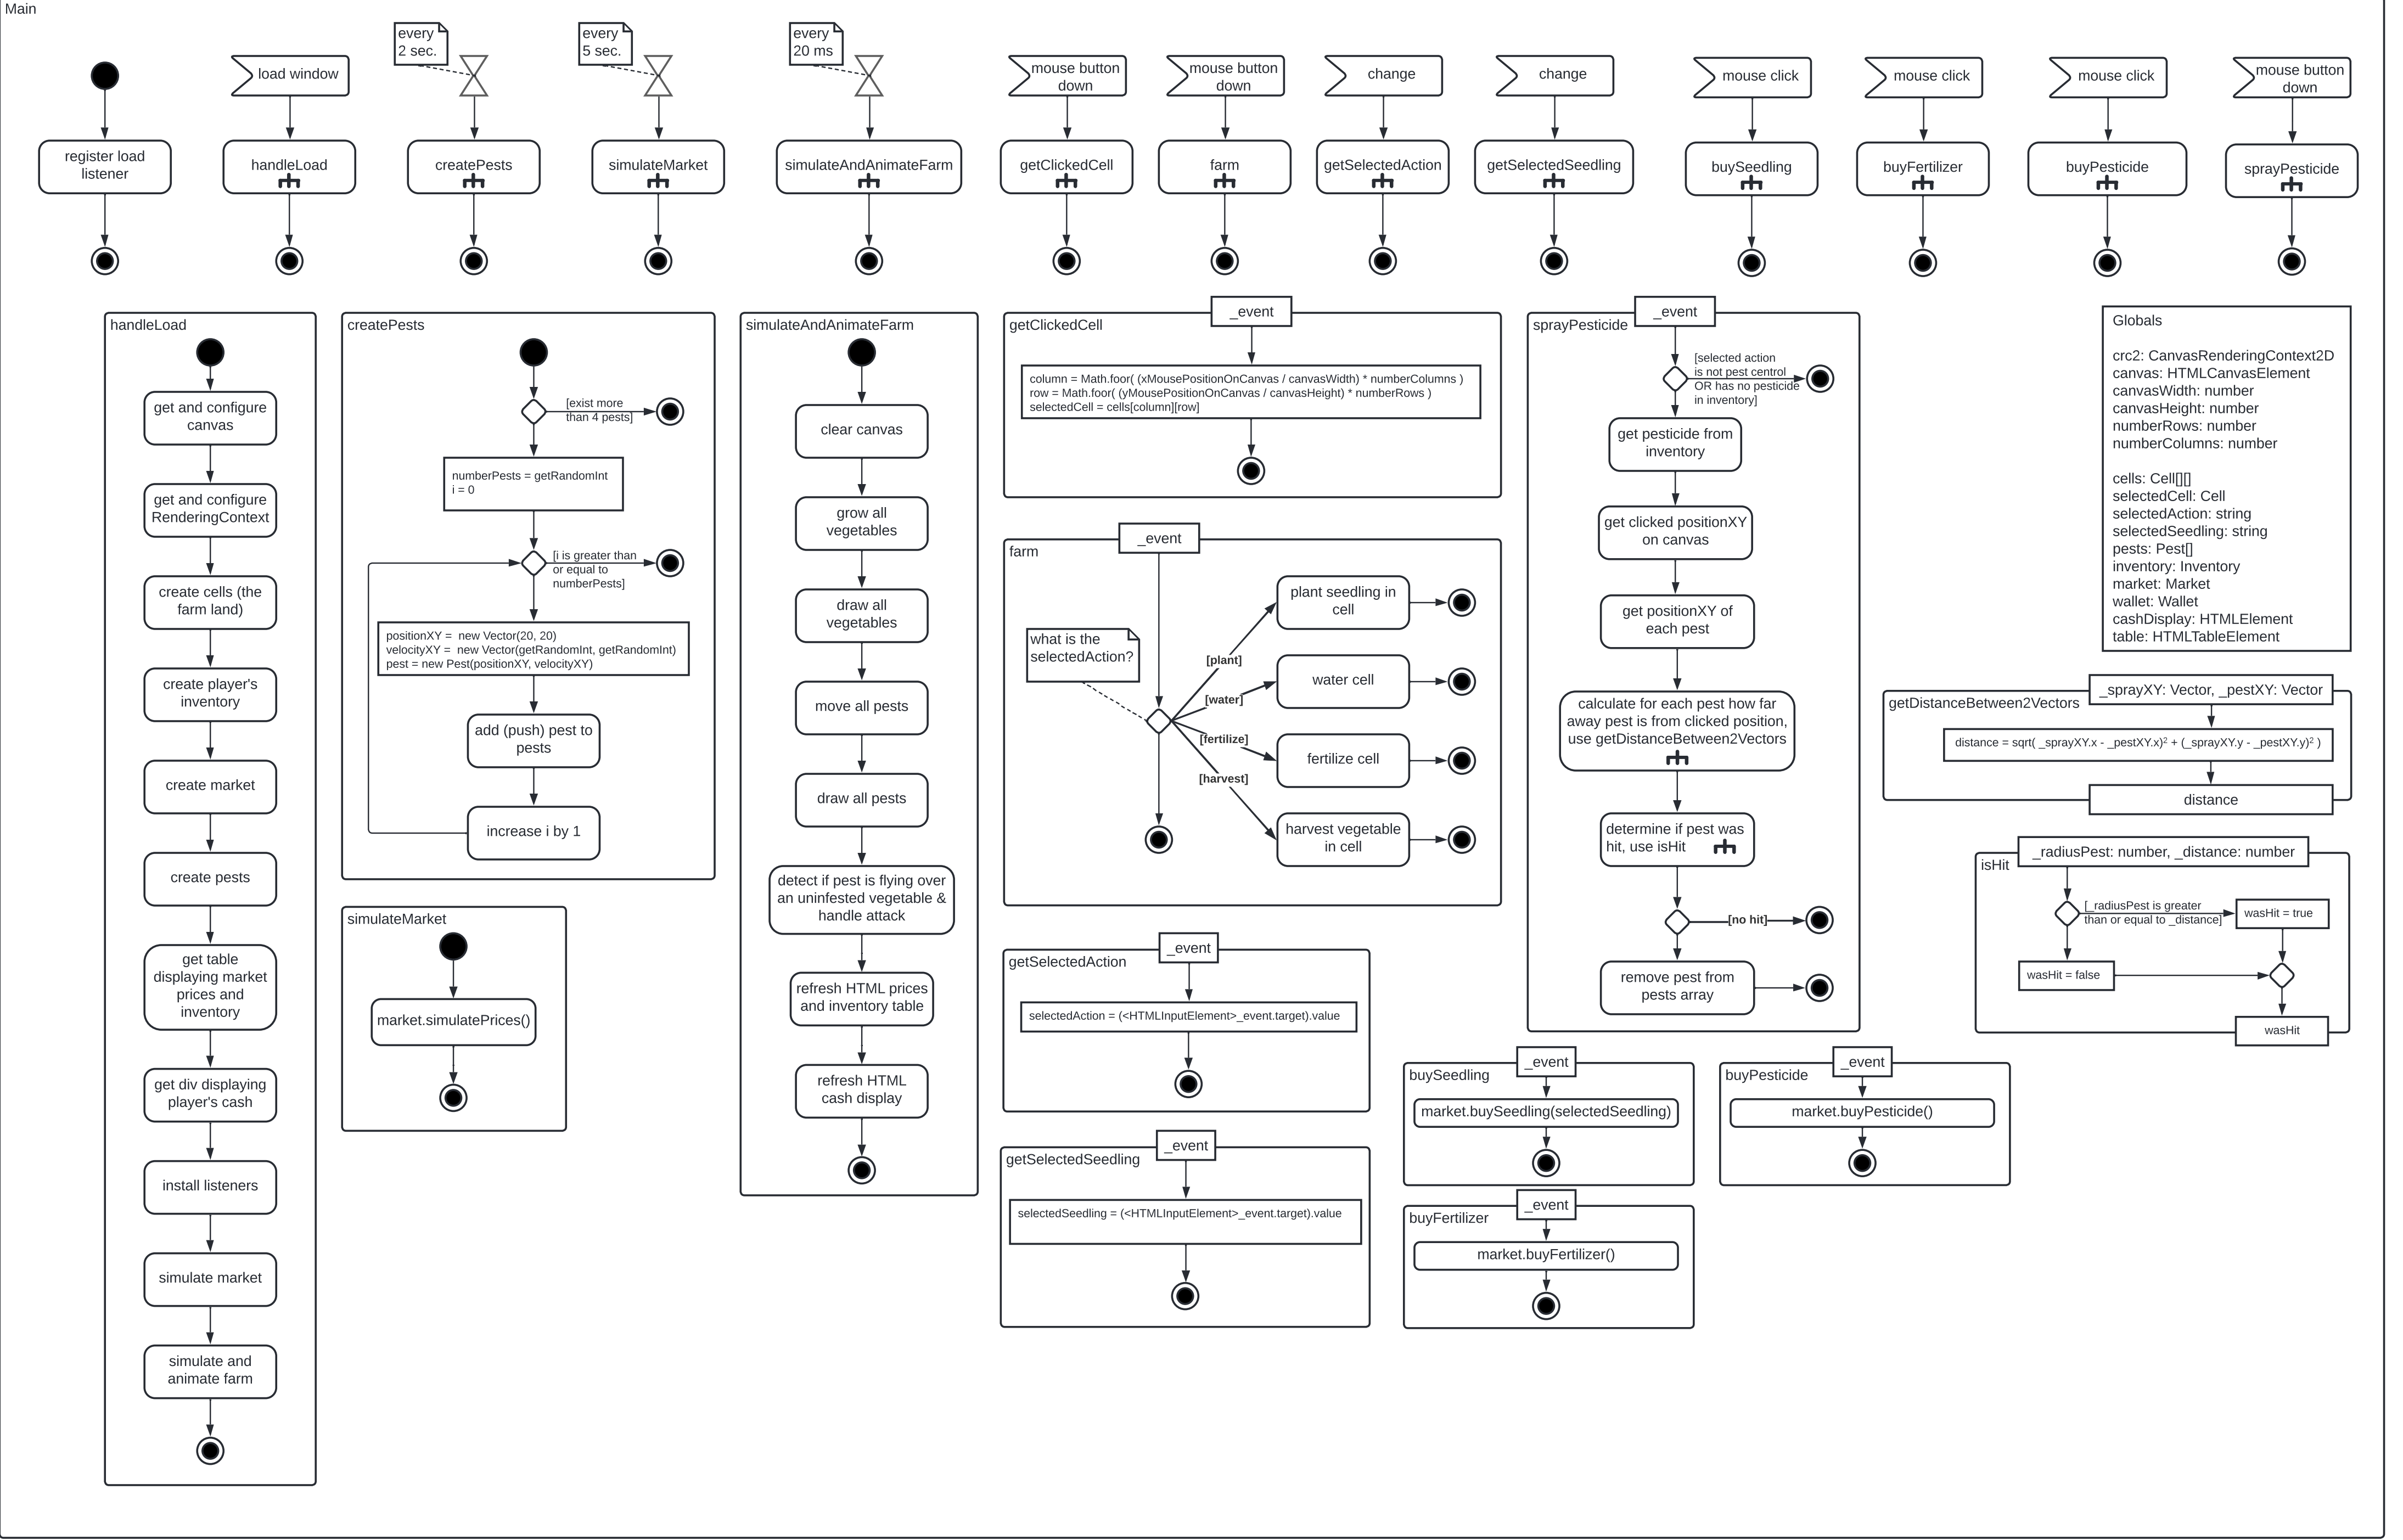 Main
every
2 sec.
every
5 sec.
every
20 ms
load window
mouse button
down
mouse button
down
change
change
mouse click
mouse click
mouse click
mouse button
down
register load
listener
handleLoad
createPests
simulateMarket
simulateAndAnimateFarm
getClickedCell
farm
getSelectedAction
getSelectedSeedling
buySeedling
buyFertilizer
buyPesticide
sprayPesticide
handleLoad
get and configure
canvas
get and configure
RenderingContext
create cells (the
farm land)
create player's
inventory
create market
create pests
get table
displaying market
prices and
inventory
get div displaying
player's cash
install listeners
simulate market
simulate and
animate farm
createPests
[exist more
than 4 pests]
numberPests = getRandomInt
i = 0
[i is greater than
or equal to
numberPests]
positionXY =  new Vector(20, 20)
velocityXY =  new Vector(getRandomInt, getRandomInt)
pest = new Pest(positionXY, velocityXY)
add (push) pest to
pests
increase i by 1
simulateMarket
market.simulatePrices()
simulateAndAnimateFarm
clear canvas
grow all
vegetables
draw all
vegetables
move all pests
draw all pests
detect if pest is flying over
an uninfested vegetable &
handle attack
refresh HTML prices
and inventory table
refresh HTML
cash display
_event
getClickedCell
column = Math.foor( (xMousePositionOnCanvas / canvasWidth) * numberColumns )
row = Math.foor( (yMousePositionOnCanvas / canvasHeight) * numberRows )
selectedCell = cells[column][row]
_event
farm
what is the
selectedAction?
[plant]
[water]
[fertilize]
[harvest]
plant seedling in
cell
water cell
fertilize cell
harvest vegetable
in cell
_event
getSelectedAction
selectedAction = (<HTMLInputElement>_event.target).value
_event
getSelectedSeedling
selectedSeedling = (<HTMLInputElement>_event.target).value
_event
sprayPesticide
[selected action
is not pest centrol
OR has no pesticide
in inventory]
get pesticide from
inventory
get clicked positionXY
on canvas
get positionXY of
each pest
calculate for each pest how far
away pest is from clicked position,
use getDistanceBetween2Vectors
determine if pest was
hit, use isHit
[no hit]
remove pest from
pests array
_event
buySeedling
market.buySeedling(selectedSeedling)
_event
buyPesticide
market.buyPesticide()
_event
buyFertilizer
market.buyFertilizer()
Globals
crc2: CanvasRenderingContext2D
canvas: HTMLCanvasElement
canvasWidth: number
canvasHeight: number
numberRows: number
numberColumns: number
cells: Cell[][]
selectedCell: Cell
selectedAction: string
selectedSeedling: string
pests: Pest[]
inventory: Inventory
market: Market
wallet: Wallet
cashDisplay: HTMLElement
table: HTMLTableElement
_sprayXY: Vector, _pestXY: Vector
getDistanceBetween2Vectors
distance = sqrt( _sprayXY.x - _pestXY.x)² + (_sprayXY.y - _pestXY.y)² )
distance
_radiusPest: number, _distance: number
isHit
[_radiusPest is greater
than or equal to _distance]
wasHit = true
wasHit = false
wasHit